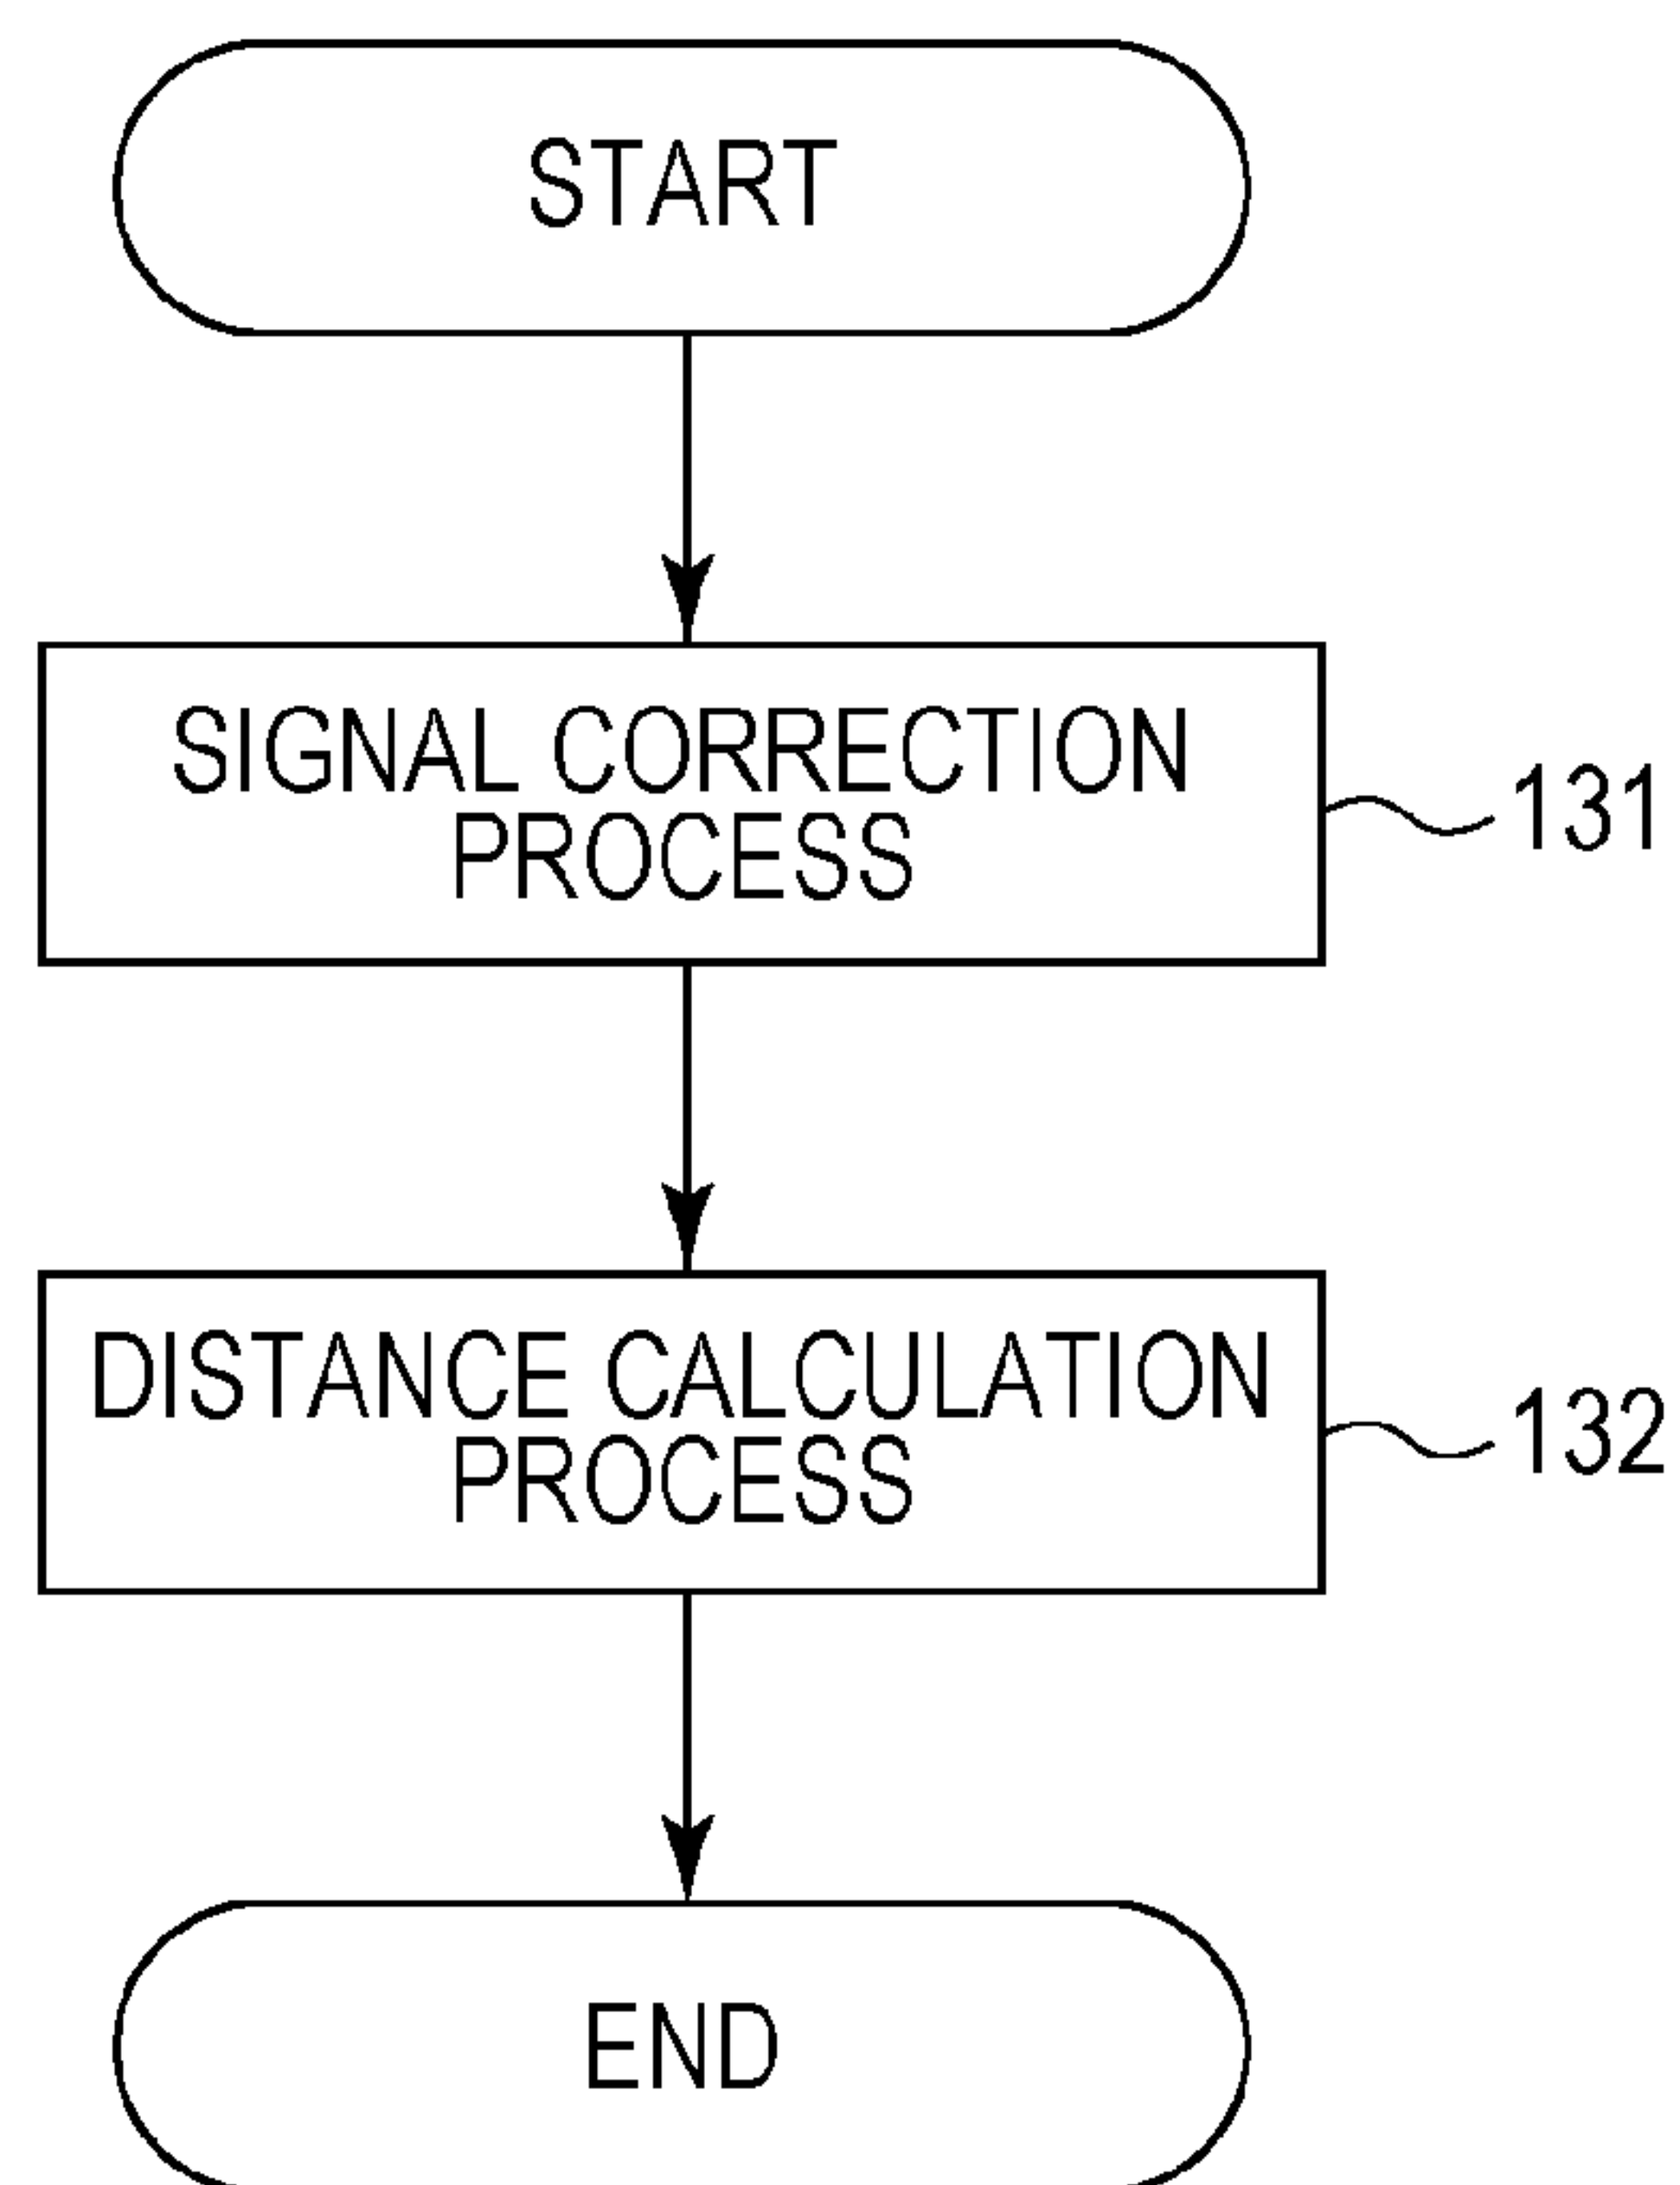 START
SIGNAL CORRECTION
PROCESS
131
DISTANCE CALCULATION
PROCESS
132
END